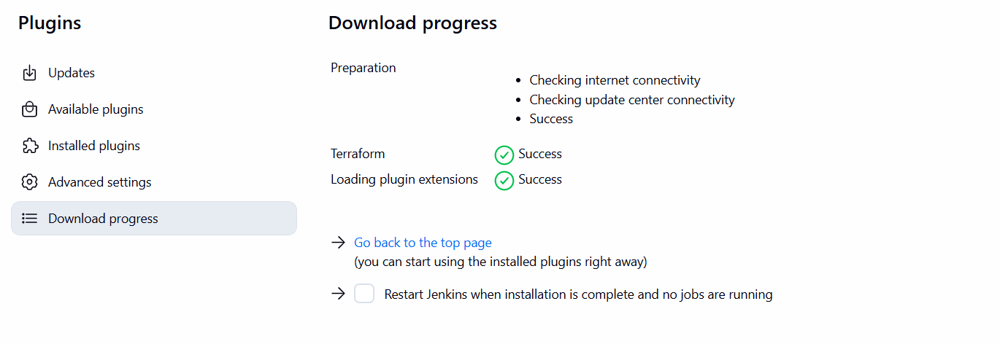 Plugins
Updates
Available plugins
Installed plugins
Advanced settings
Download progress
Download progress
Preparation
Checking internet connectivity
Checking update center connectivity
Success
Terraform Success
Loading plugin extensions Success
Go back to the top page
(you can start using the installed plugins right away)
Restart Jenkins when installation is complete and no jobs are running